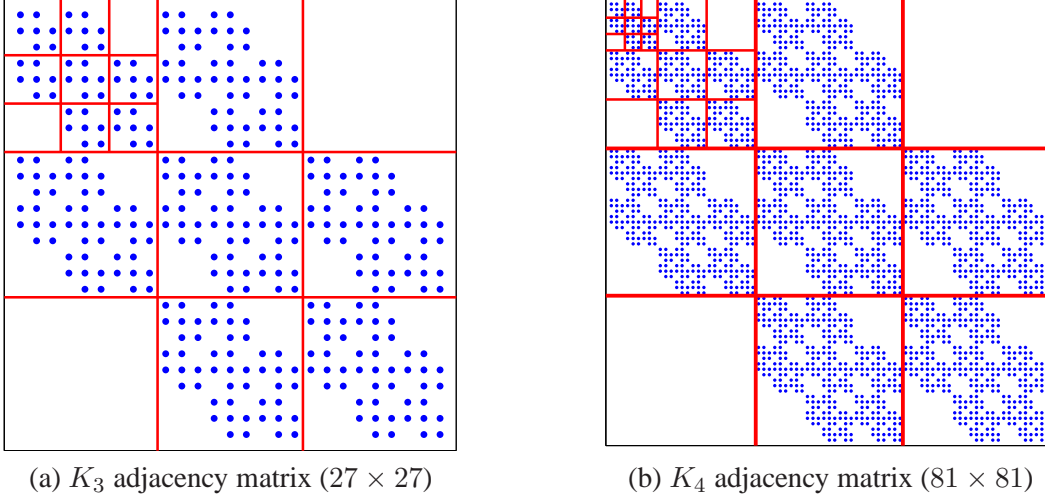 (a) K₃ adjacency matrix (27 × 27)
(b) K₄ adjacency matrix (81 × 81)